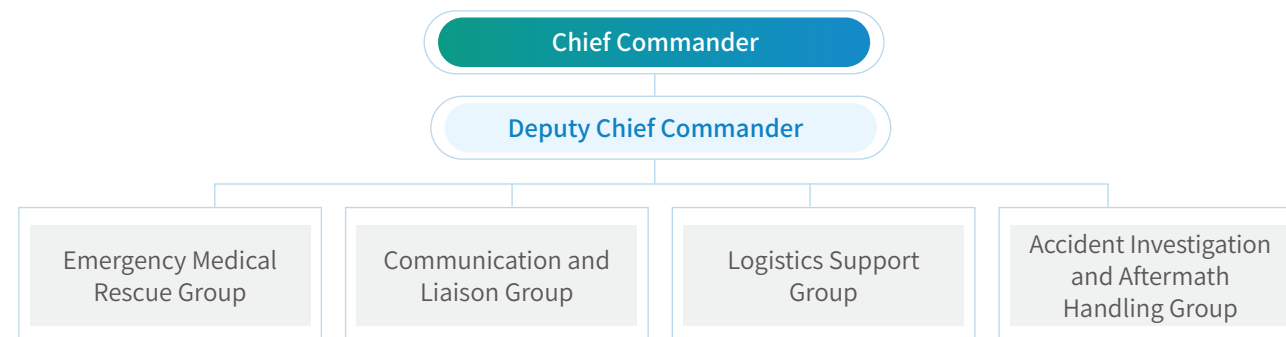 Chief Commander
Deputy Chief Commander
Emergency Medical
Rescue Group
Communication and
Liaison Group
Logistics Support
Group
Accident Investigation
and Aftermath
Handling Group